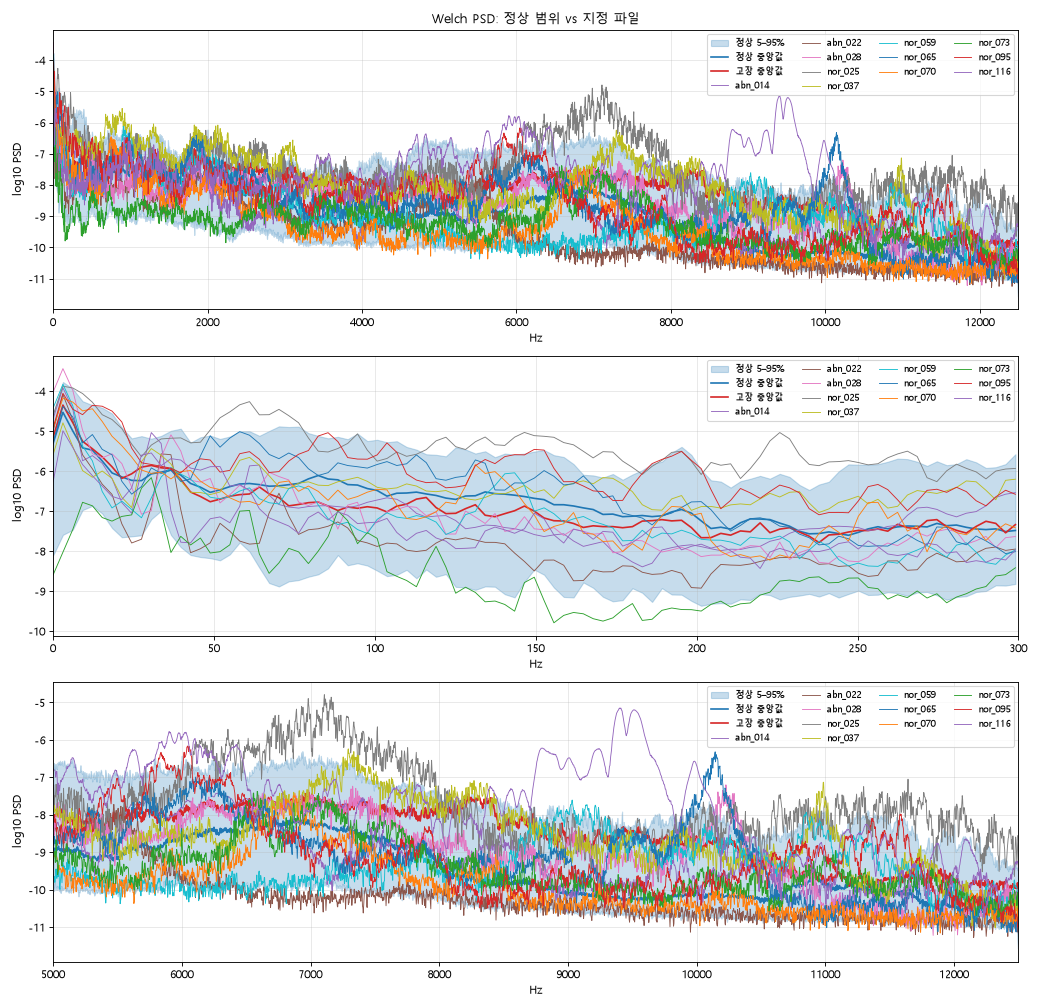 Welch PSD: 정상 범위 vs 지정 파일
정상 5–95% abn_022 nor_059 nor_073
정상 중앙값 abn_028 nor_065 nor_095
고장 중앙값 nor_025 nor_070 nor_116
abn_014 nor_037
log10 PSD
-4
-5
-6
-7
-8
-9
-10
-11
0 2000 4000 6000 8000 10000 12000
Hz
정상 5–95% abn_022 nor_059 nor_073
정상 중앙값 abn_028 nor_065 nor_095
고장 중앙값 nor_025 nor_070 nor_116
abn_014 nor_037
log10 PSD
-4
-5
-6
-7
-8
-9
-10
0 50 100 150 200 250 300
Hz
정상 5–95% abn_022 nor_059 nor_073
정상 중앙값 abn_028 nor_065 nor_095
고장 중앙값 nor_025 nor_070 nor_116
abn_014 nor_037
log10 PSD
-5
-6
-7
-8
-9
-10
-11
5000 6000 7000 8000 9000 10000 11000 12000
Hz